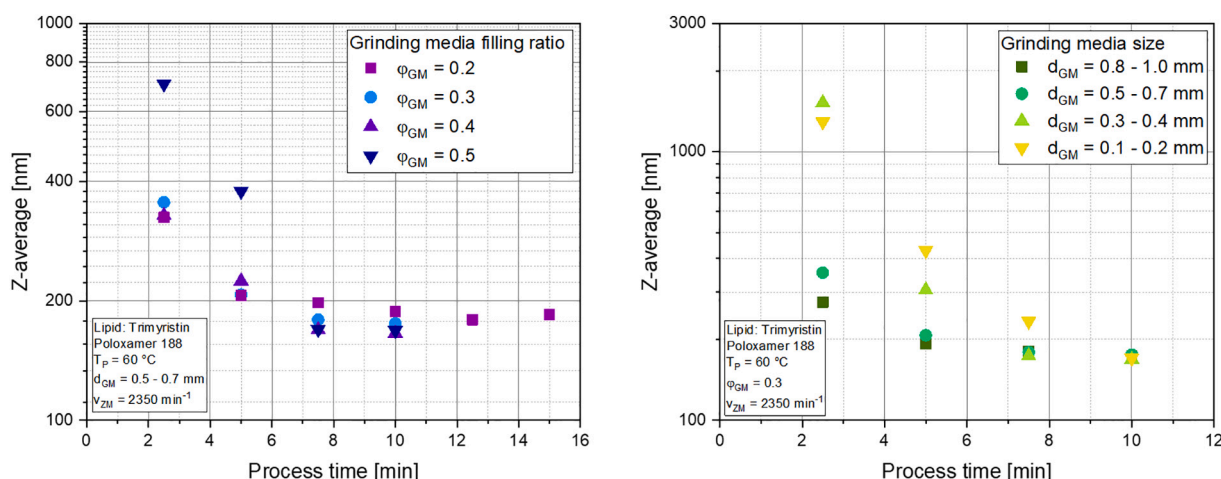 1000
800
600
400
200
100
Z-average [nm]
Grinding media filling ratio
φGM = 0.2
φGM = 0.3
φGM = 0.4
φGM = 0.5
Lipid: Trimyristin
Poloxamer 188
TP = 60 °C
dGM = 0.5 - 0.7 mm
vZM = 2350 min-1
0 2 4 6 8 10 12 14 16
Process time [min]
3000
1000
100
Z-average [nm]
Grinding media size
dGM = 0.8 - 1.0 mm
dGM = 0.5 - 0.7 mm
dGM = 0.3 - 0.4 mm
dGM = 0.1 - 0.2 mm
Lipid: Trimyristin
Poloxamer 188
TP = 60 °C
φGM = 0.3
vZM = 2350 min-1
0 2 4 6 8 10 12
Process time [min]